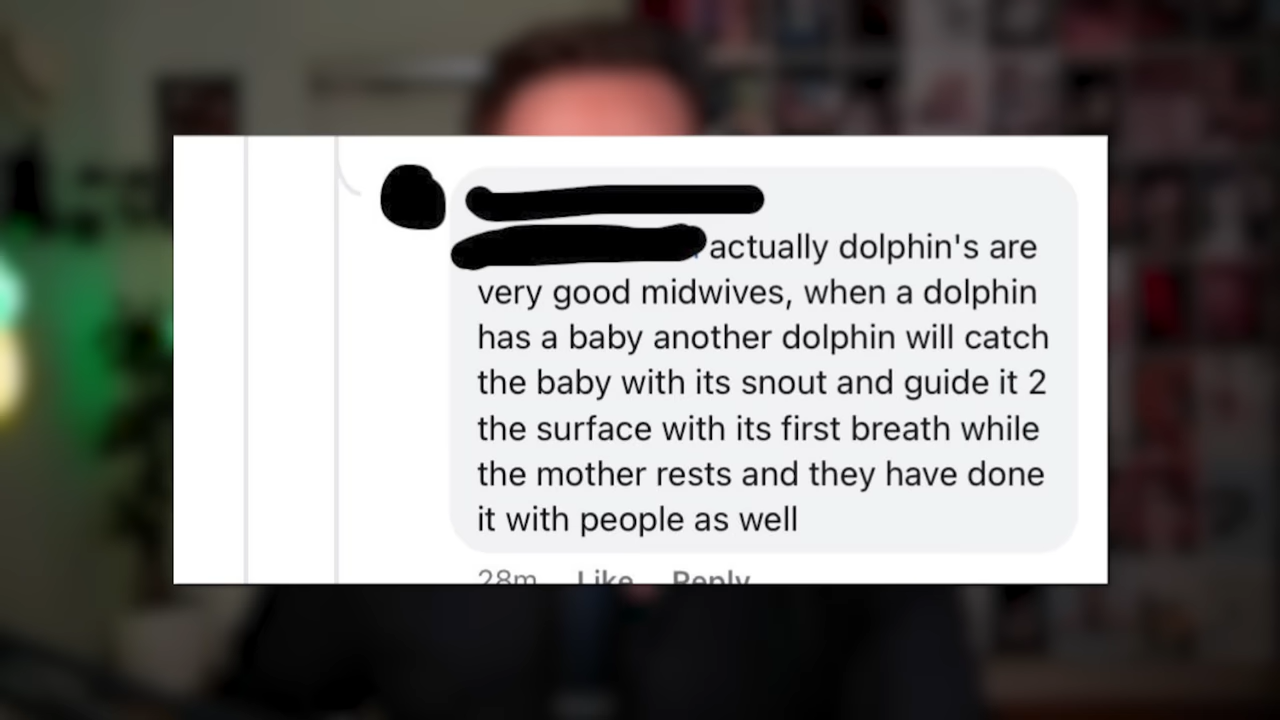 actually dolphin's are
very good midwives, when a dolphin
has a baby another dolphin will catch
the baby with its snout and guide it 2
the surface with its first breath while
the mother rests and they have done
it with people as well
28m Like Reply